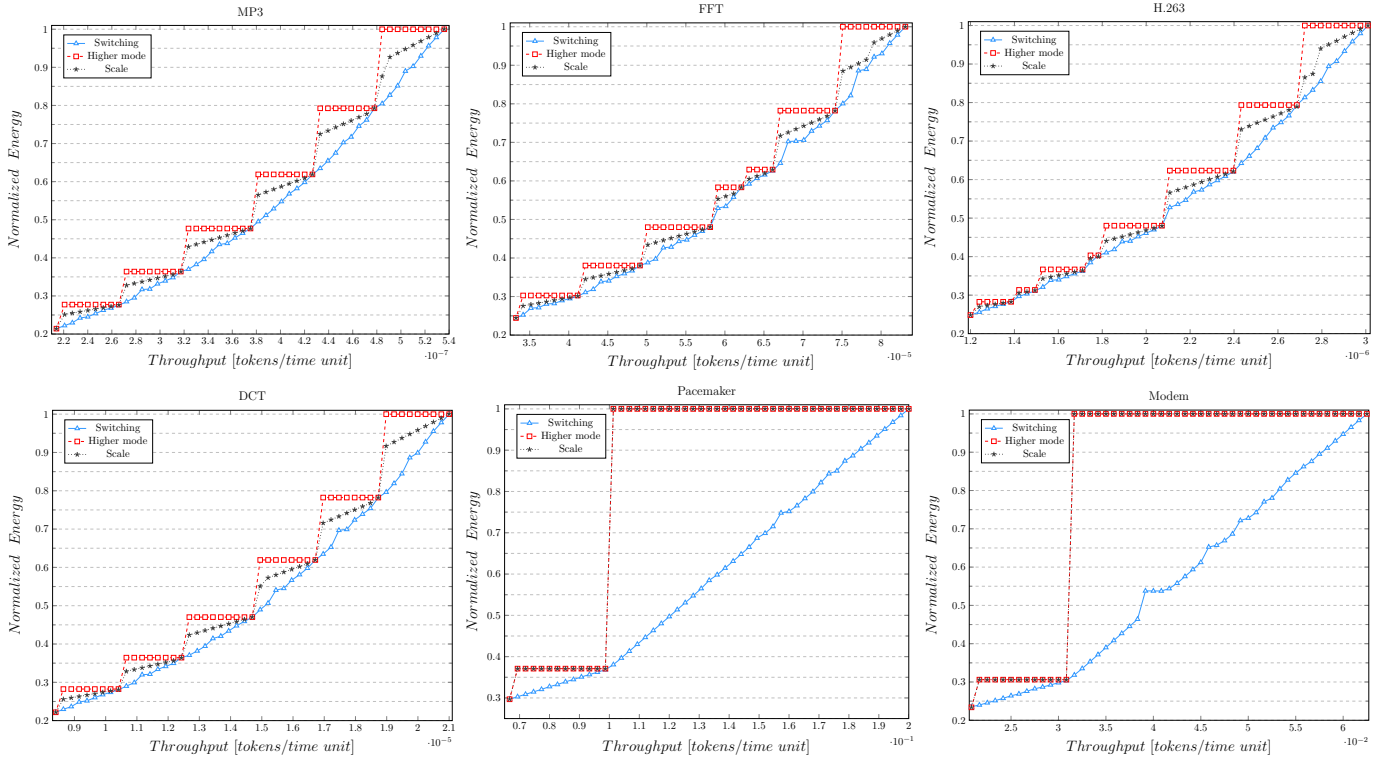 MP3
Normalized Energy
1
0.9
0.8
0.7
0.6
0.5
0.4
0.3
0.2
Switching
Higher mode
Scale
2.2 2.4 2.6 2.8 3 3.2 3.4 3.6 3.8 4 4.2 4.4 4.6 4.8 5 5.2 5.4
·10−7
Throughput [tokens/time unit]
FFT
Normalized Energy
1
0.9
0.8
0.7
0.6
0.5
0.4
0.3
0.2
Switching
Higher mode
Scale
3.5 4 4.5 5 5.5 6 6.5 7 7.5 8
·10−5
Throughput [tokens/time unit]
H.263
Normalized Energy
1
0.9
0.8
0.7
0.6
0.5
0.4
0.3
0.2
Switching
Higher mode
Scale
1.2 1.4 1.6 1.8 2 2.2 2.4 2.6 2.8 3
·10−6
Throughput [tokens/time unit]
DCT
Normalized Energy
1
0.9
0.8
0.7
0.6
0.5
0.4
0.3
0.2
Switching
Higher mode
Scale
0.9 1 1.1 1.2 1.3 1.4 1.5 1.6 1.7 1.8 1.9 2 2.1
·10−5
Throughput [tokens/time unit]
Pacemaker
Normalized Energy
1
0.9
0.8
0.7
0.6
0.5
0.4
0.3
Switching
Higher mode
Scale
0.7 0.8 0.9 1 1.1 1.2 1.3 1.4 1.5 1.6 1.7 1.8 1.9 2
·10−1
Throughput [tokens/time unit]
Modem
Normalized Energy
1
0.9
0.8
0.7
0.6
0.5
0.4
0.3
0.2
Switching
Higher mode
Scale
2.5 3 3.5 4 4.5 5 5.5 6
·10−2
Throughput [tokens/time unit]